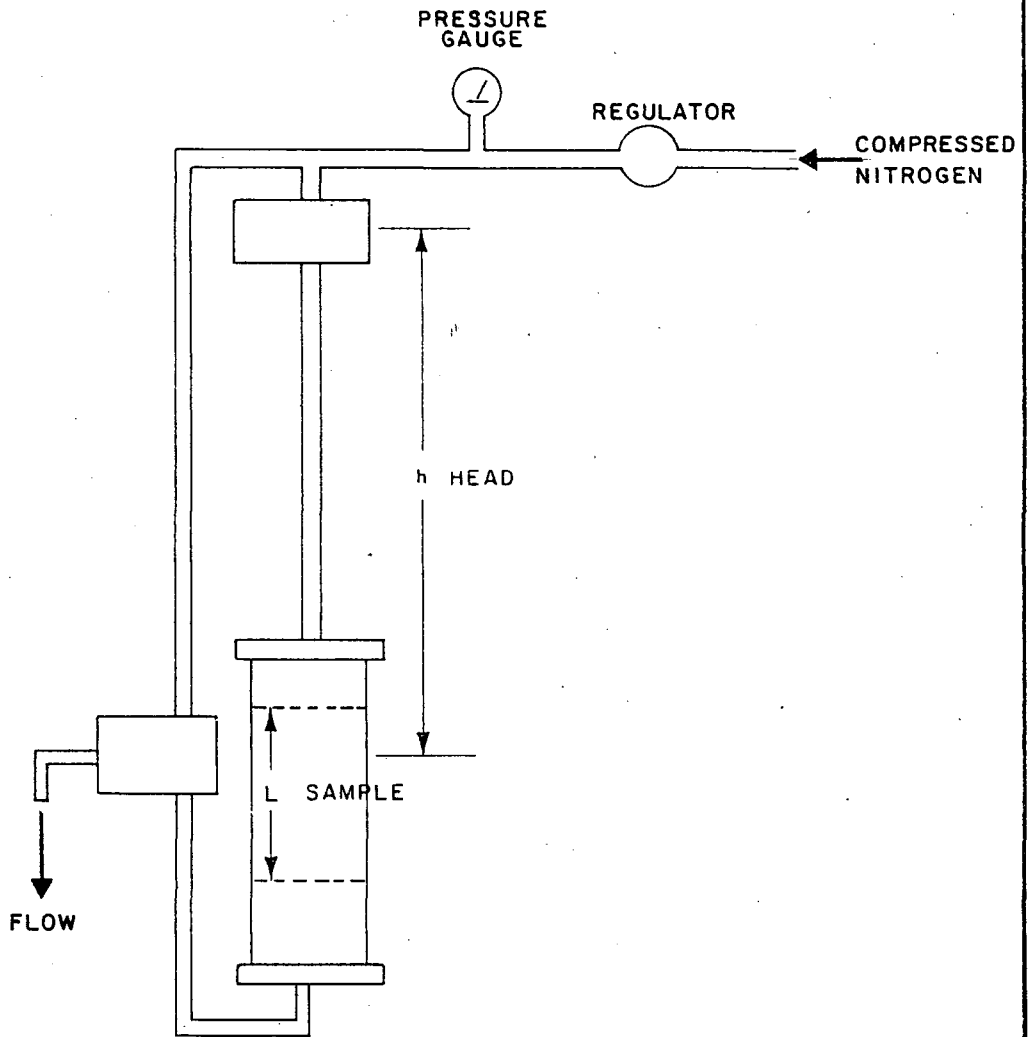 PRESSURE
GAUGE
REGULATOR
COMPRESSED
NITROGEN
h HEAD
L SAMPLE
FLOW